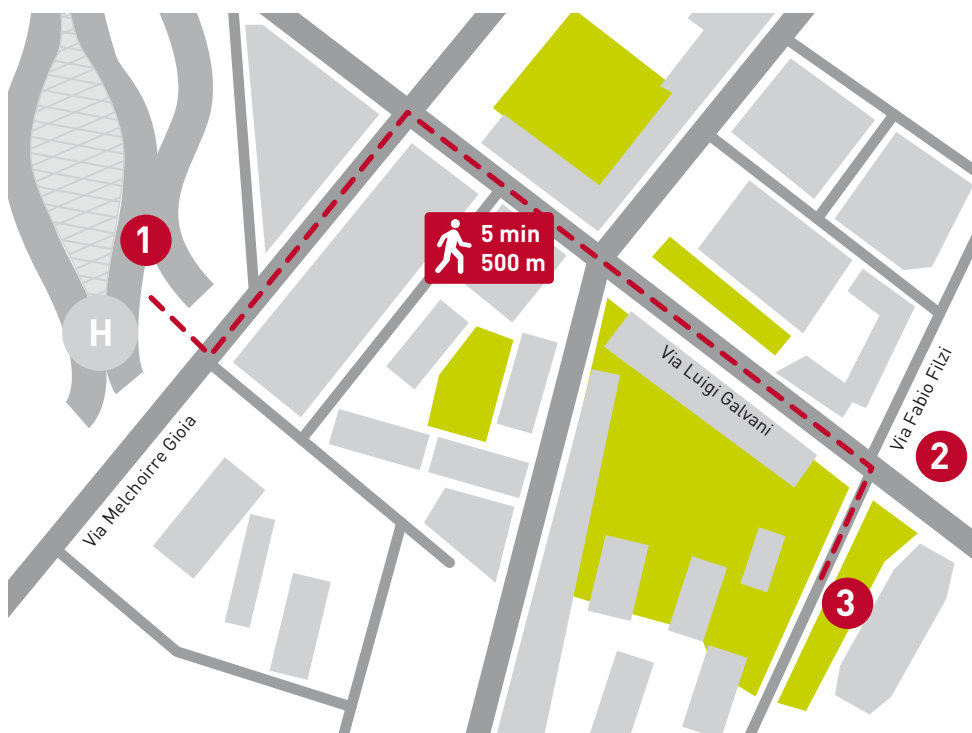 1
5 min
500 m
H
Via Luigi Galvani
Via Fabio Filzi
Via Melchoirre Gioia
2
3